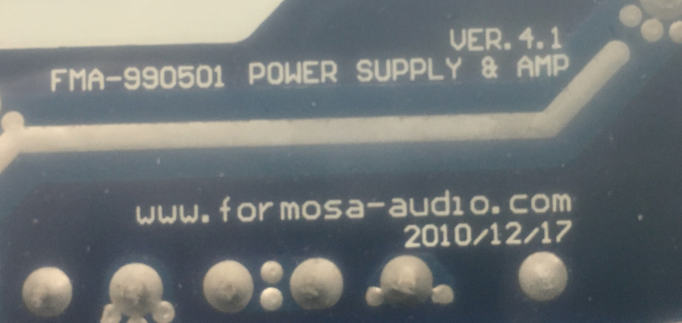 VER.4.1
FMA-990501 POWER SUPPLY & AMP
www.formosa-audio.com
2010/12/17